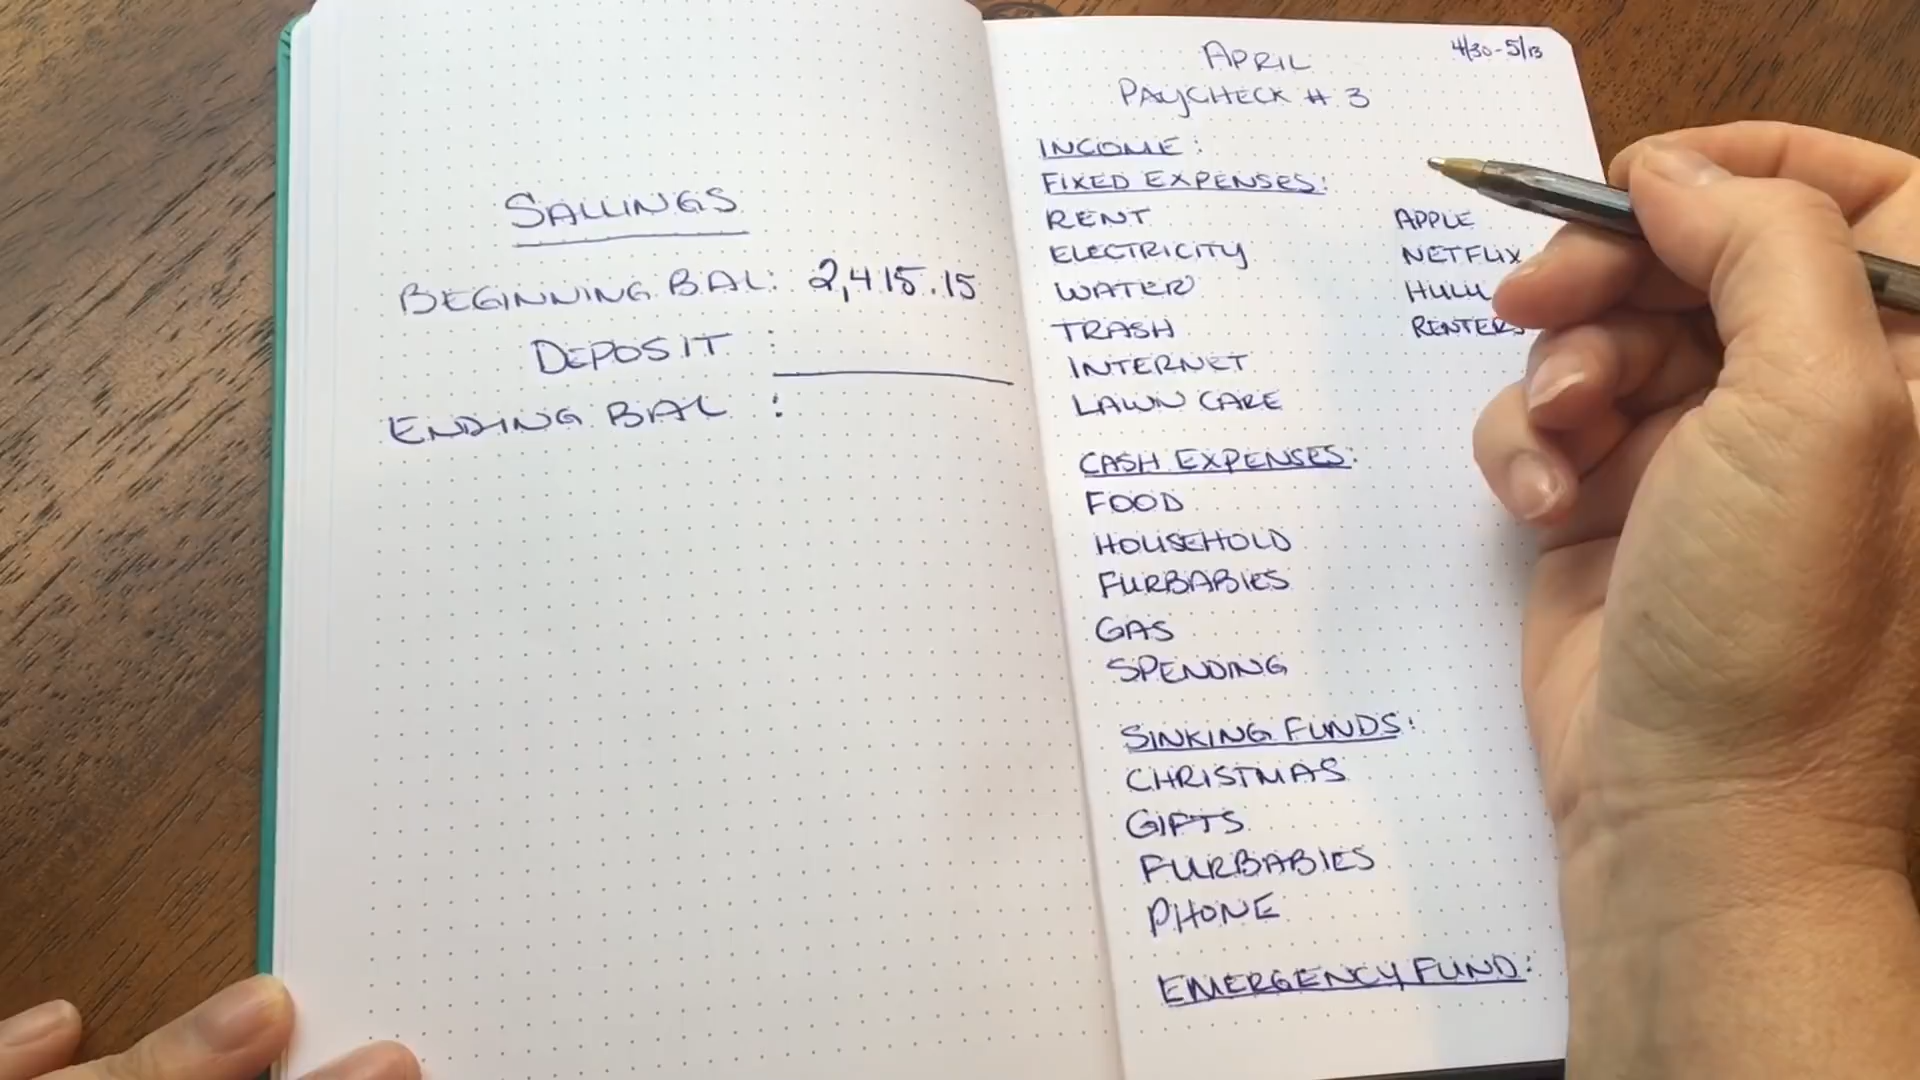 SAVINGS
BEGINNING BAL: 2,415.15
DEPOSIT :
ENDING BAL :
APRIL
4/30-5/13
PAYCHECK # 3
INCOME:
FIXED EXPENSES:
RENT
ELECTRICITY
WATER
TRASH
INTERNET
LAWN CARE
APPLE
NETFLIX
HULU
RENTERS
CASH EXPENSES:
FOOD
HOUSEHOLD
FURBABIES
GAS
SPENDING
SINKING FUNDS:
CHRISTMAS
GIFTS
FURBABIES
PHONE
EMERGENCY FUND: